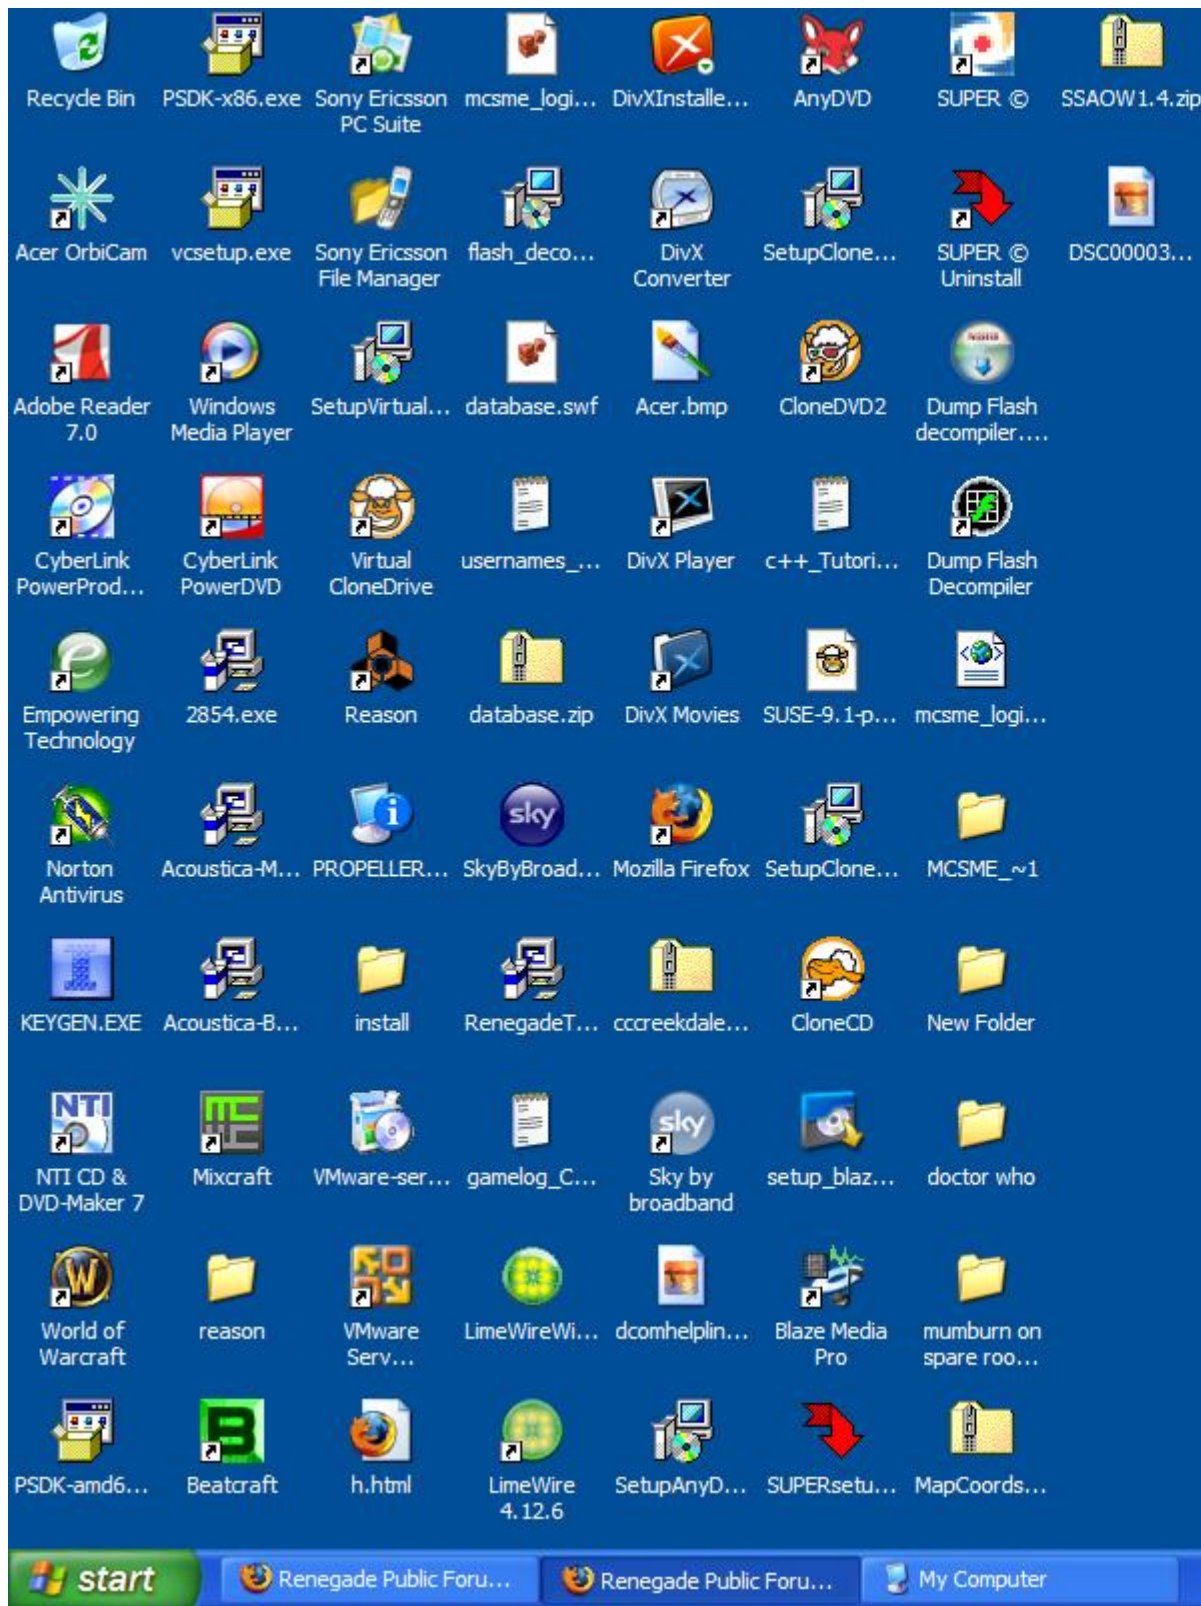 Recycle Bin
PSDK-x86.exe
Sony Ericsson
PC Suite
mcsme_logi...
DivXInstalle...
AnyDVD
SUPER ©
SSAOW1.4.zip
Acer OrbiCam
vcsetup.exe
Sony Ericsson
File Manager
flash_deco...
DivX
Converter
SetupClone...
SUPER ©
Uninstall
DSC00003...
Adobe Reader
7.0
Windows
Media Player
SetupVirtual...
database.swf
Acer.bmp
CloneDVD2
Dump Flash
decompiler....
CyberLink
PowerProd...
CyberLink
PowerDVD
Virtual
CloneDrive
usernames_...
DivX Player
c++_Tutori...
Dump Flash
Decompiler
Empowering
Technology
2854.exe
Reason
database.zip
DivX Movies
SUSE-9.1-p...
mcsme_logi...
Norton
Antivirus
Acoustica-M...
PROPELLER...
sky
SkyByBroad...
Mozilla Firefox
SetupClone...
MCSME_~1
KEYGEN.EXE
Acoustica-B...
install
RenegadeT...
cccreekdale...
CloneCD
New Folder
NTI
NTI CD &
DVD-Maker 7
Mixcraft
VMware-ser...
gamelog_C...
sky
Sky by
broadband
setup_blaz...
doctor who
W
World of
Warcraft
reason
VMware
Serv...
LimeWireWi...
dcomhelplin...
Blaze Media
Pro
mumburn on
spare roo...
PSDK-amd6...
B
Beatcraft
h.html
LimeWire
4.12.6
SetupAnyD...
SUPERsetu...
MapCoords...
start
Renegade Public Foru...
Renegade Public Foru...
My Computer